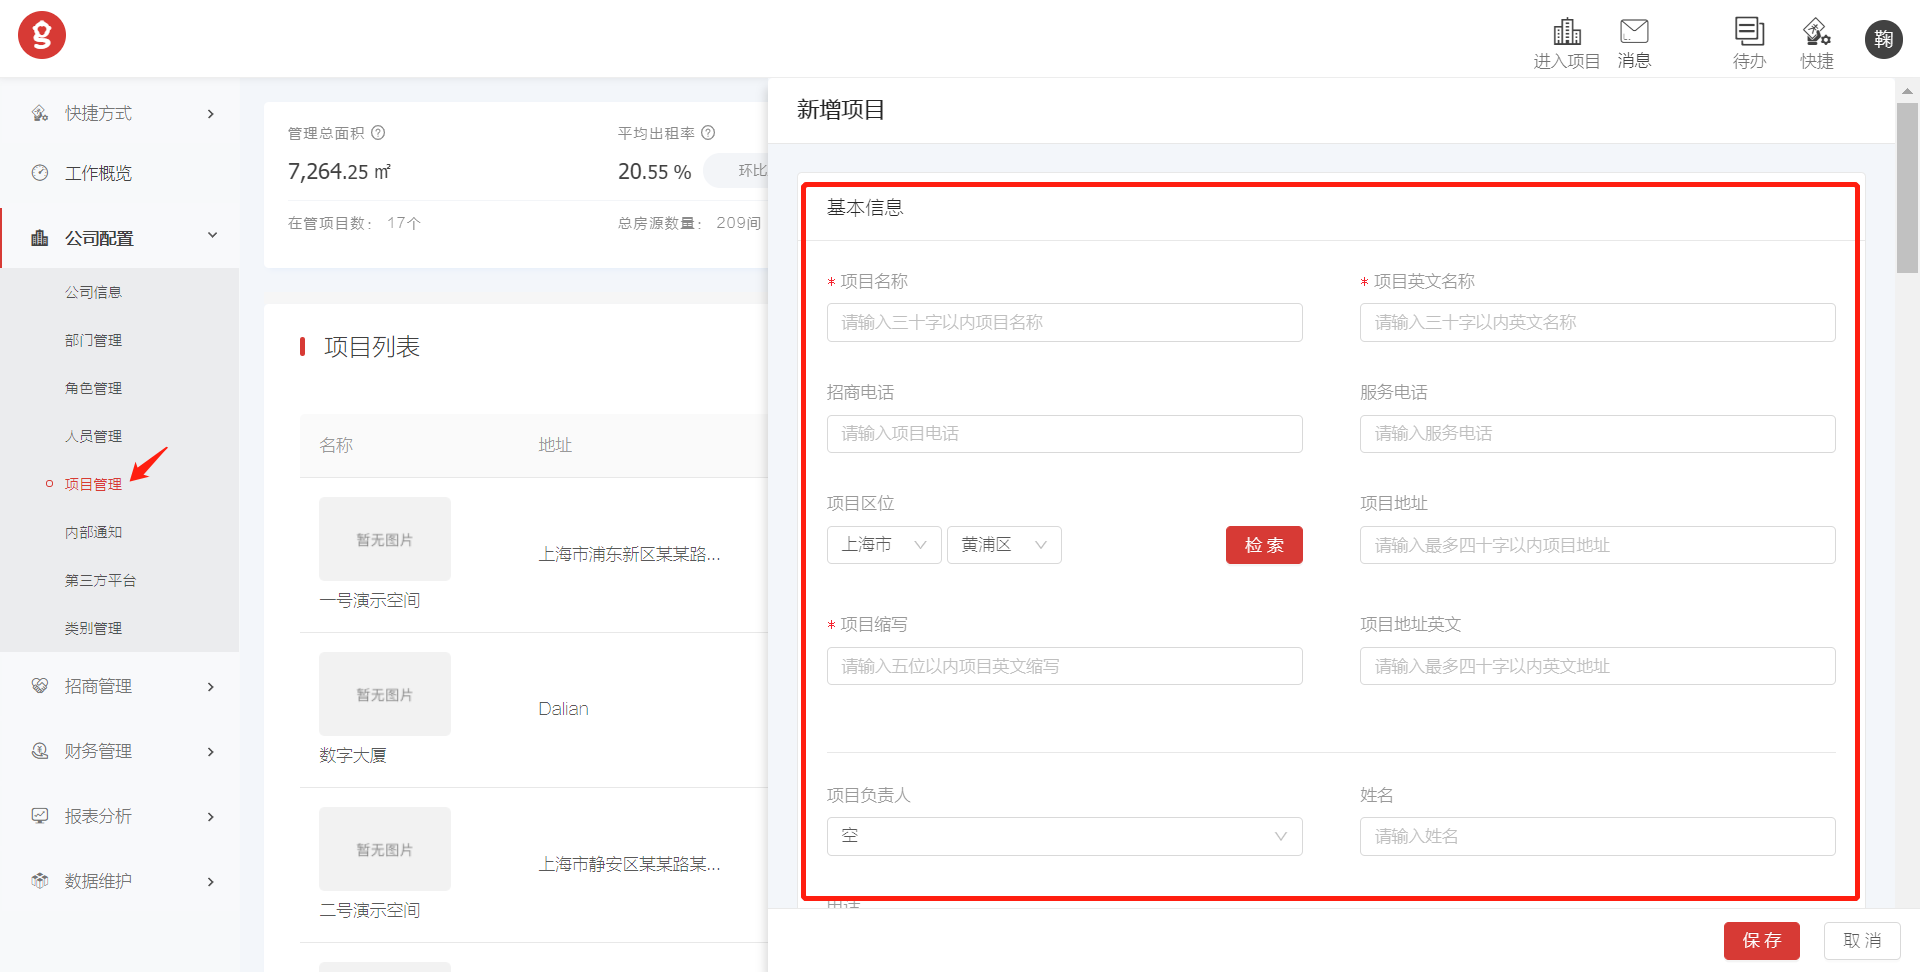 g
进入项目
消息
待办
快捷
鞠
快捷方式
工作概览
公司配置
公司信息
部门管理
角色管理
人员管理
项目管理
内部通知
第三方平台
类别管理
招商管理
财务管理
报表分析
数据维护
管理总面积 ?
7,264.25 ㎡
在管项目数： 17个
平均出租率 ?
20.55 % 环比
总房源数量： 209间
项目列表
名称 地址
暂无图片
一号演示空间
上海市浦东新区某某路...
暂无图片
数字大厦
Dalian
暂无图片
二号演示空间
上海市静安区某某路某...
新增项目
基本信息
* 项目名称
请输入三十字以内项目名称
* 项目英文名称
请输入三十字以内英文名称
招商电话
请输入项目电话
服务电话
请输入服务电话
项目区位
上海市 黄浦区 检 索
项目地址
请输入最多四十字以内项目地址
* 项目缩写
请输入五位以内项目英文缩写
项目地址英文
请输入最多四十字以内英文地址
项目负责人
空
姓名
请输入姓名
保 存
取 消